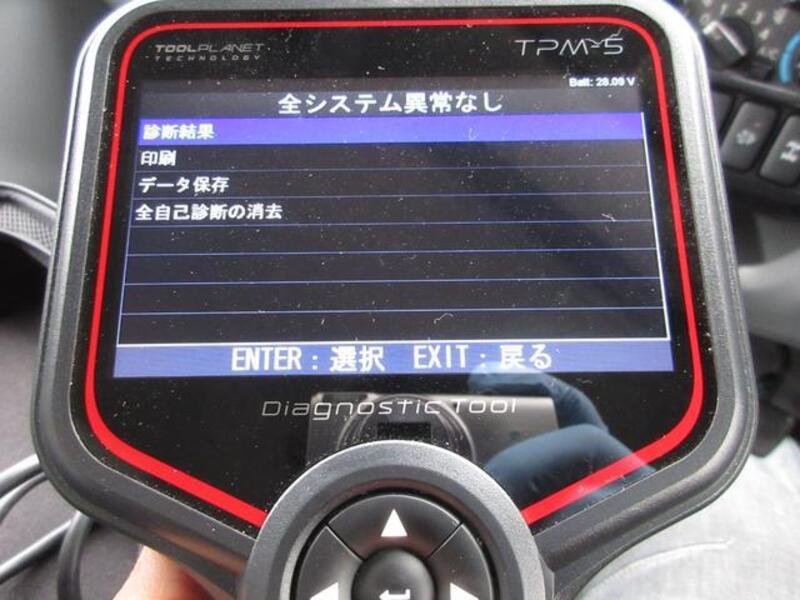 TOOLPLANET
TECHNOLOGY
TPM-5
Batt: 28.09 V
全システム異常なし
診断結果
印刷
データ保存
全自己診断の消去
ENTER：選択 EXIT：戻る
Diagnostic Tool